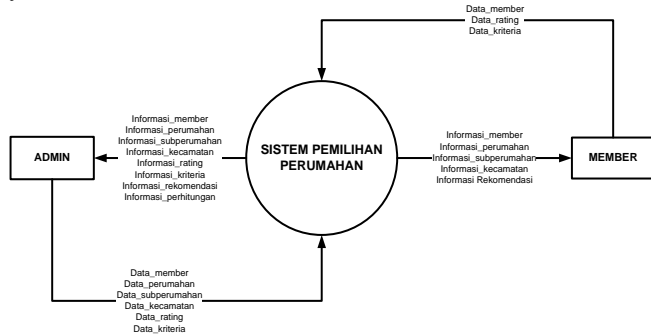 Data_member
Data_rating
Data_kriteria
Informasi_member
Informasi_perumahan
Informasi_subperumahan
Informasi_kecamatan
Informasi_rating
Informasi_kriteria
Informasi_rekomendasi
Informasi_perhitungan
ADMIN
SISTEM PEMILIHAN
PERUMAHAN
Informasi_member
Informasi_perumahan
Informasi_subperumahan
Informasi_kecamatan
Informasi Rekomendasi
MEMBER
Data_member
Data_perumahan
Data_subperumahan
Data_kecamatan
Data_rating
Data_kriteria